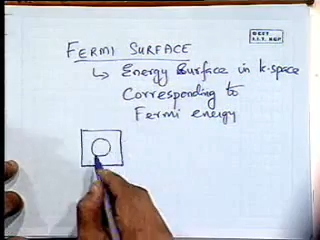 FERMI SURFACE
↳ Energy Surface in k-space
Corresponding to
Fermi energy